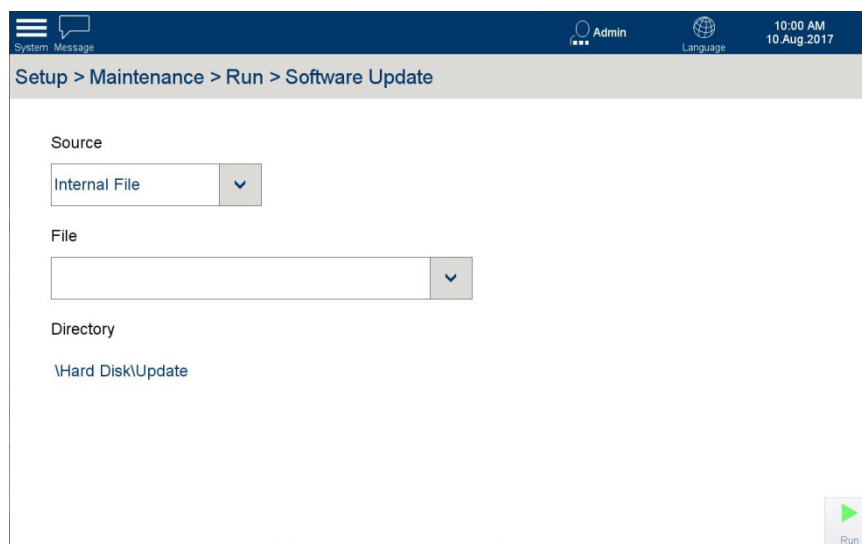 System Message
Admin
Language
10:00 AM
10.Aug.2017
Setup > Maintenance > Run > Software Update
Source
Internal File
File
Directory
\Hard Disk\Update
Run